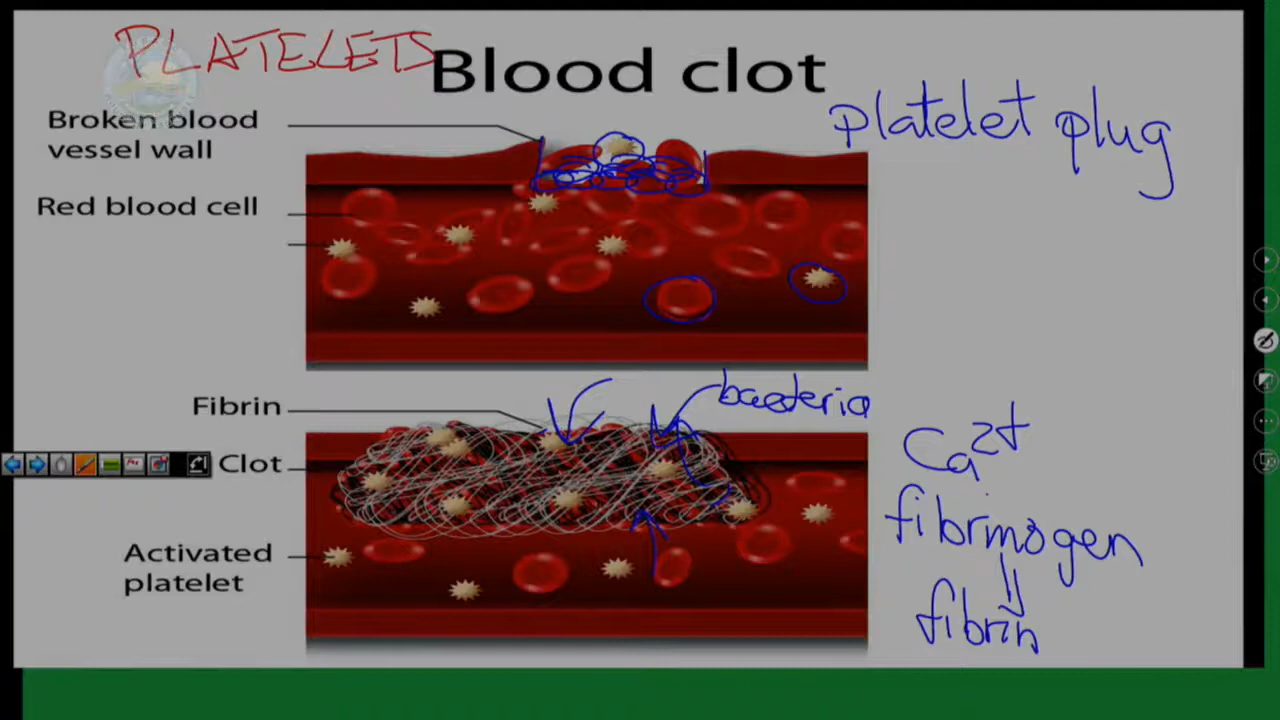 PLATELETS
Blood clot
Broken blood
vessel wall
platelet plug
Red blood cell
Fibrin
bacteria
Clot
Ca2+
fibrinogen
Activated
platelet
fibrin